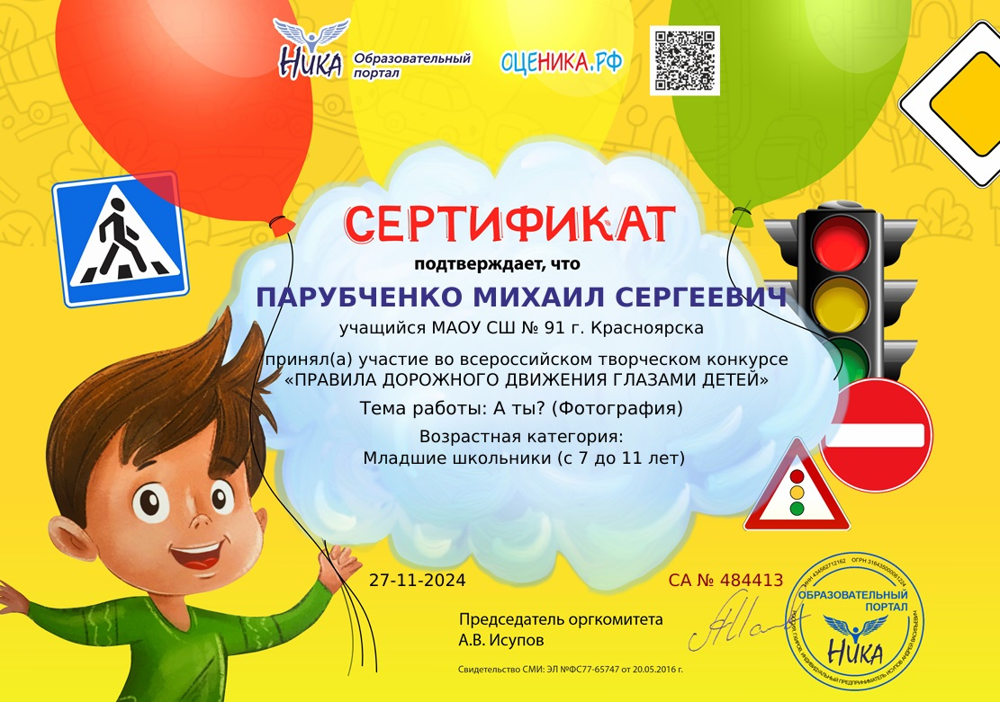 НИКА
Образовательный
портал
ОЦЕНИКА.РФ
СЕРТИФИКАТ
подтверждает, что
ПАРУБЧЕНКО МИХАИЛ СЕРГЕЕВИЧ
учащийся МАОУ СШ № 91 г. Красноярска
принял(а) участие во всероссийском творческом конкурсе
«ПРАВИЛА ДОРОЖНОГО ДВИЖЕНИЯ ГЛАЗАМИ ДЕТЕЙ»
Тема работы: А ты? (Фотография)
Возрастная категория:
Младшие школьники (с 7 до 11 лет)
27-11-2024
СА № 484413
Председатель оргкомитета
А.В. Исупов
Свидетельство СМИ: ЭЛ №ФС77-65747 от 20.05.2016 г.
ОБРАЗОВАТЕЛЬНЫЙ
ПОРТАЛ
НИКА